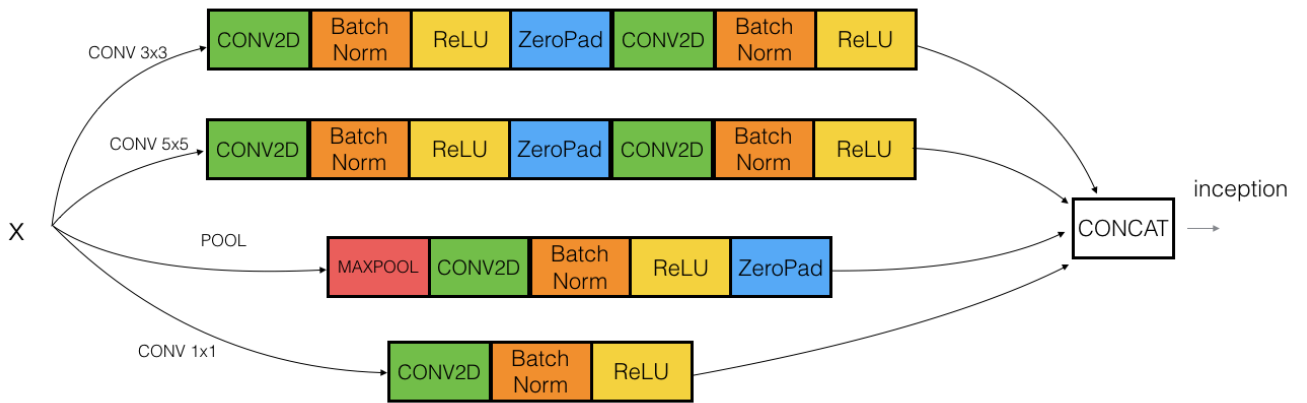 CONV 3x3
CONV2D
Batch
Norm
ReLU
ZeroPad
CONV2D
Batch
Norm
ReLU
CONV 5x5
CONV2D
Batch
Norm
ReLU
ZeroPad
CONV2D
Batch
Norm
ReLU
X
POOL
MAXPOOL
CONV2D
Batch
Norm
ReLU
ZeroPad
CONV 1x1
CONV2D
Batch
Norm
ReLU
CONCAT
inception